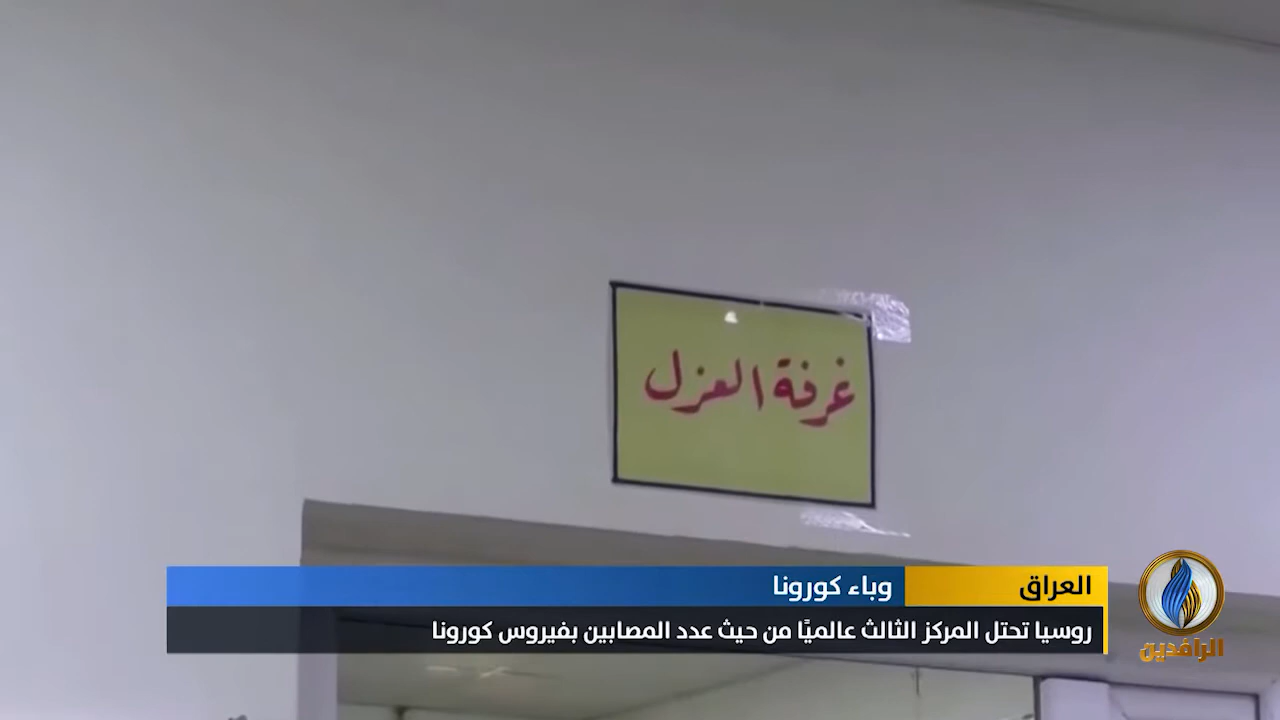 غرفة العزل
العراق
وباء كورونا
روسيا تحتل المركز الثالث عالميًا من حيث عدد المصابين بفيروس كورونا
الرافدين